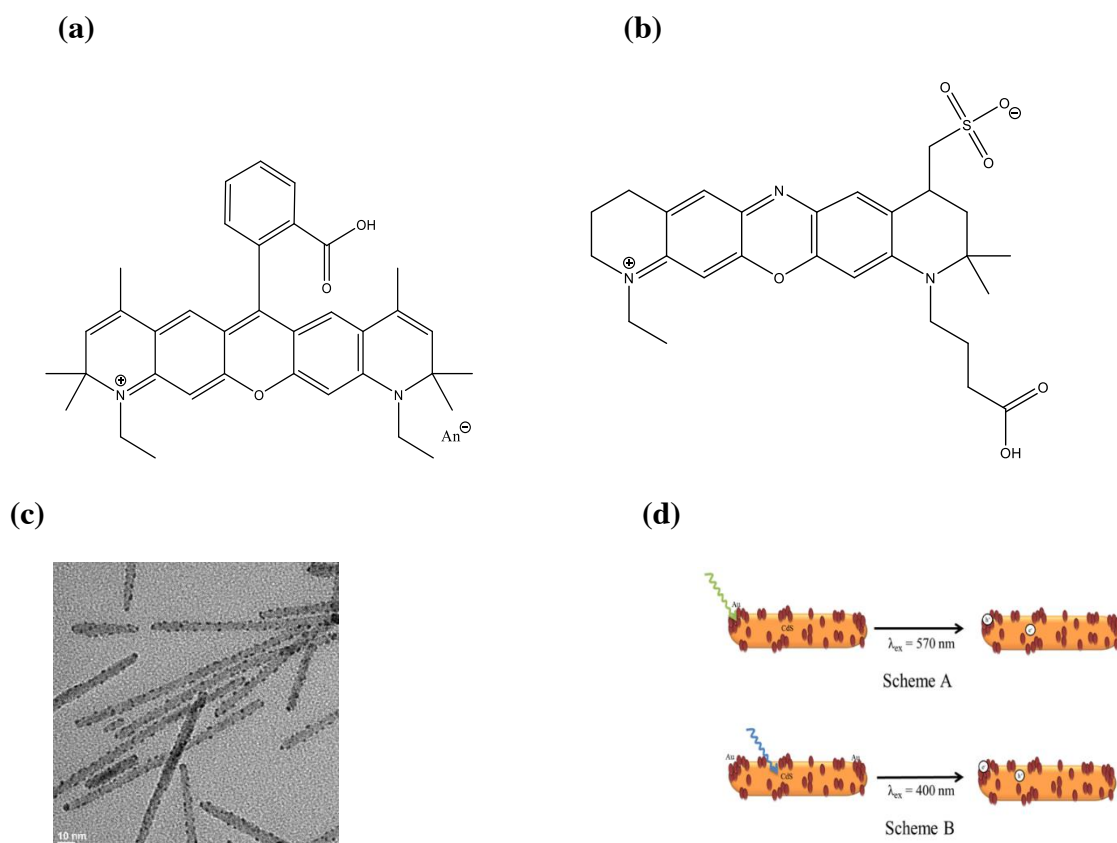 (a)
(b)
OH
O
N
O
N
An
O
O
S
O
N
N
O
N
O
OH
(c)
10 nm
(d)
Au
CdS
h⁺
e⁻
λex = 570 nm
Scheme A
Au
CdS
Au
e⁻
h⁺
λex = 400 nm
Scheme B